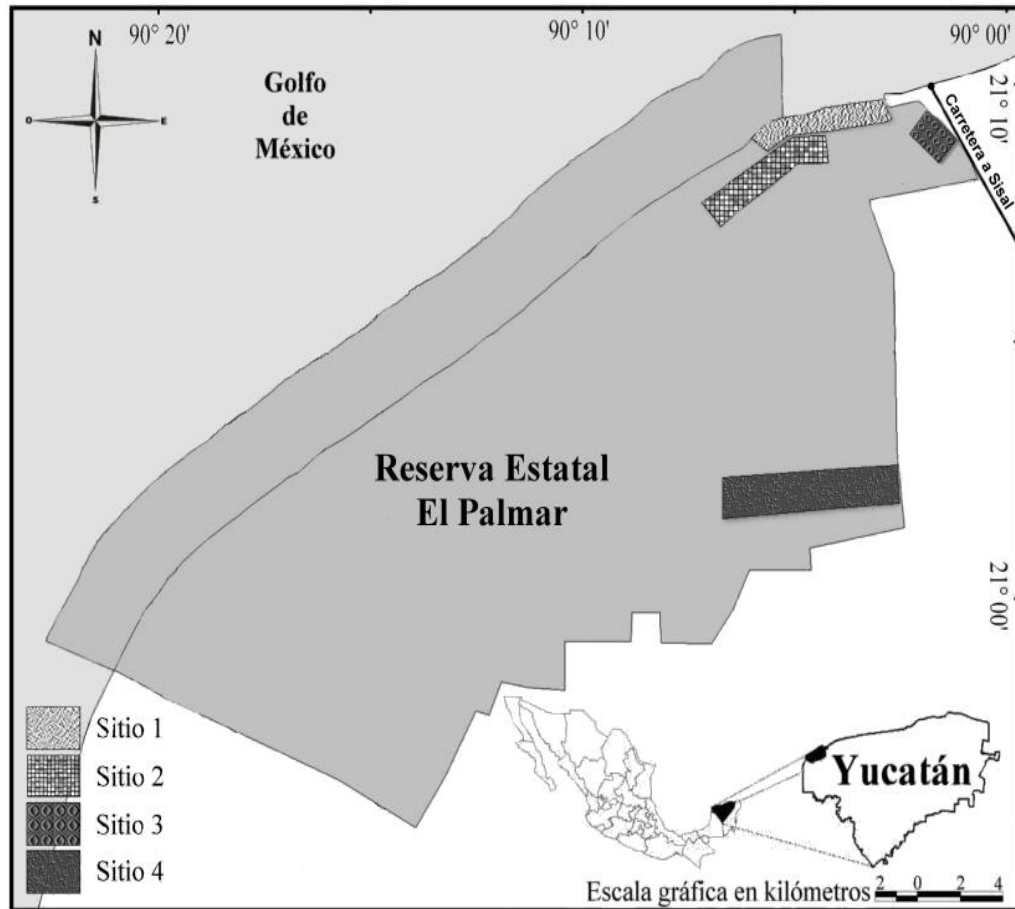 90° 20'
90° 10'
90° 00'
N
O
E
S
Golfo
de
México
21° 10'
Carretera a Sisal
Reserva Estatal
El Palmar
21° 00'
Sitio 1
Sitio 2
Sitio 3
Sitio 4
Yucatán
Escala gráfica en kilómetros
2 0 2 4